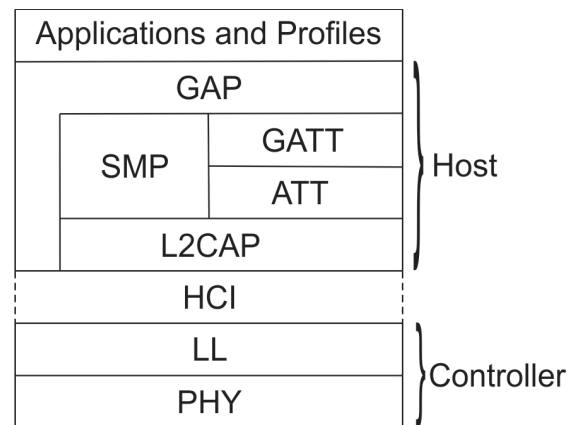 Applications and Profiles
GAP
SMP
GATT
ATT
Host
L2CAP
HCI
LL
Controller
PHY